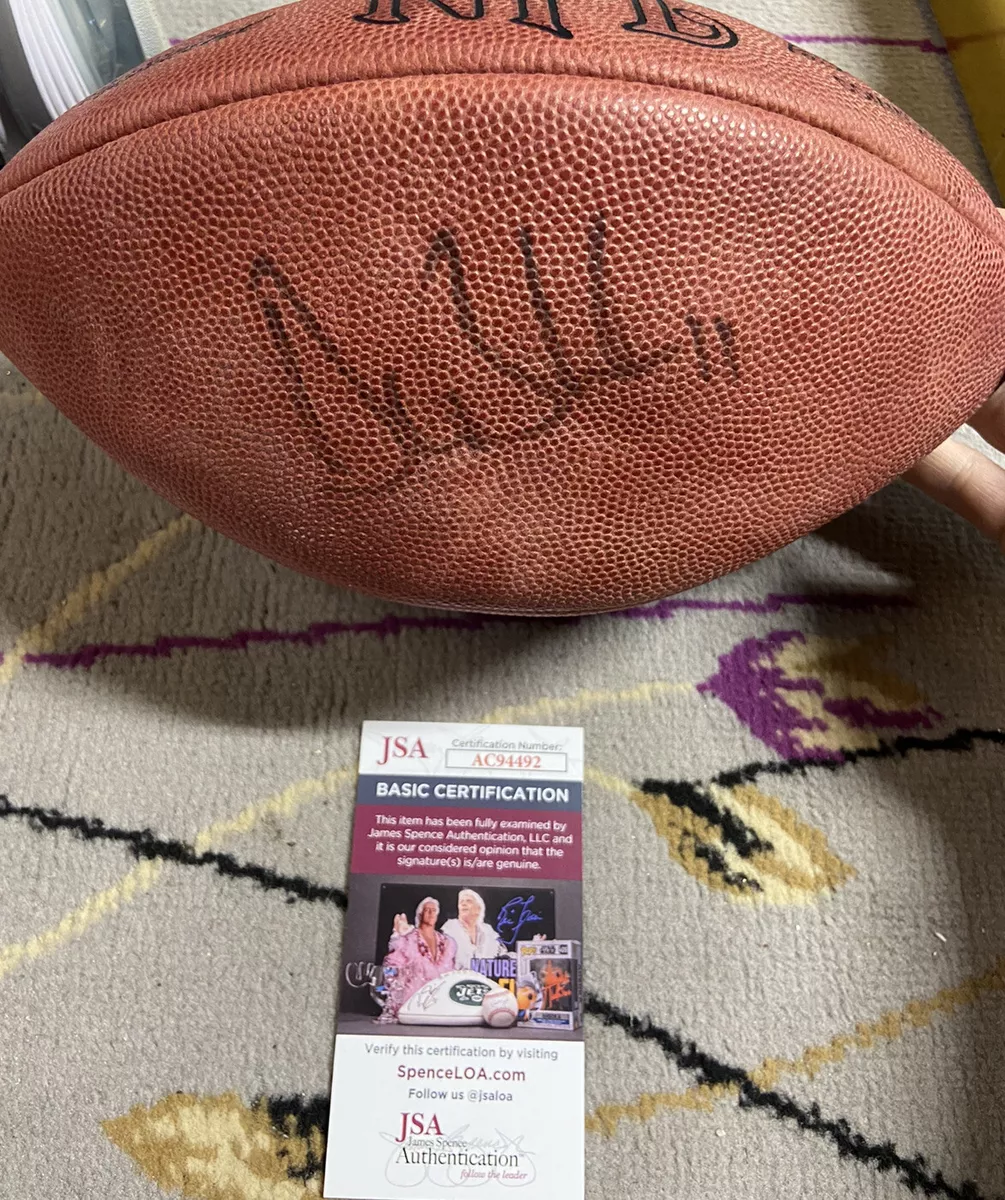 NFL
11
JSA
Certification Number:
AC94492
BASIC CERTIFICATION
This item has been fully examined by
James Spence Authentication, LLC and
it is our considered opinion that the
signature(s) is/are genuine.
NATURE
JETS
Verify this certification by visiting
SpenceLOA.com
Follow us @jsaloa
JSA
James Spence
Authentication
follow the leader